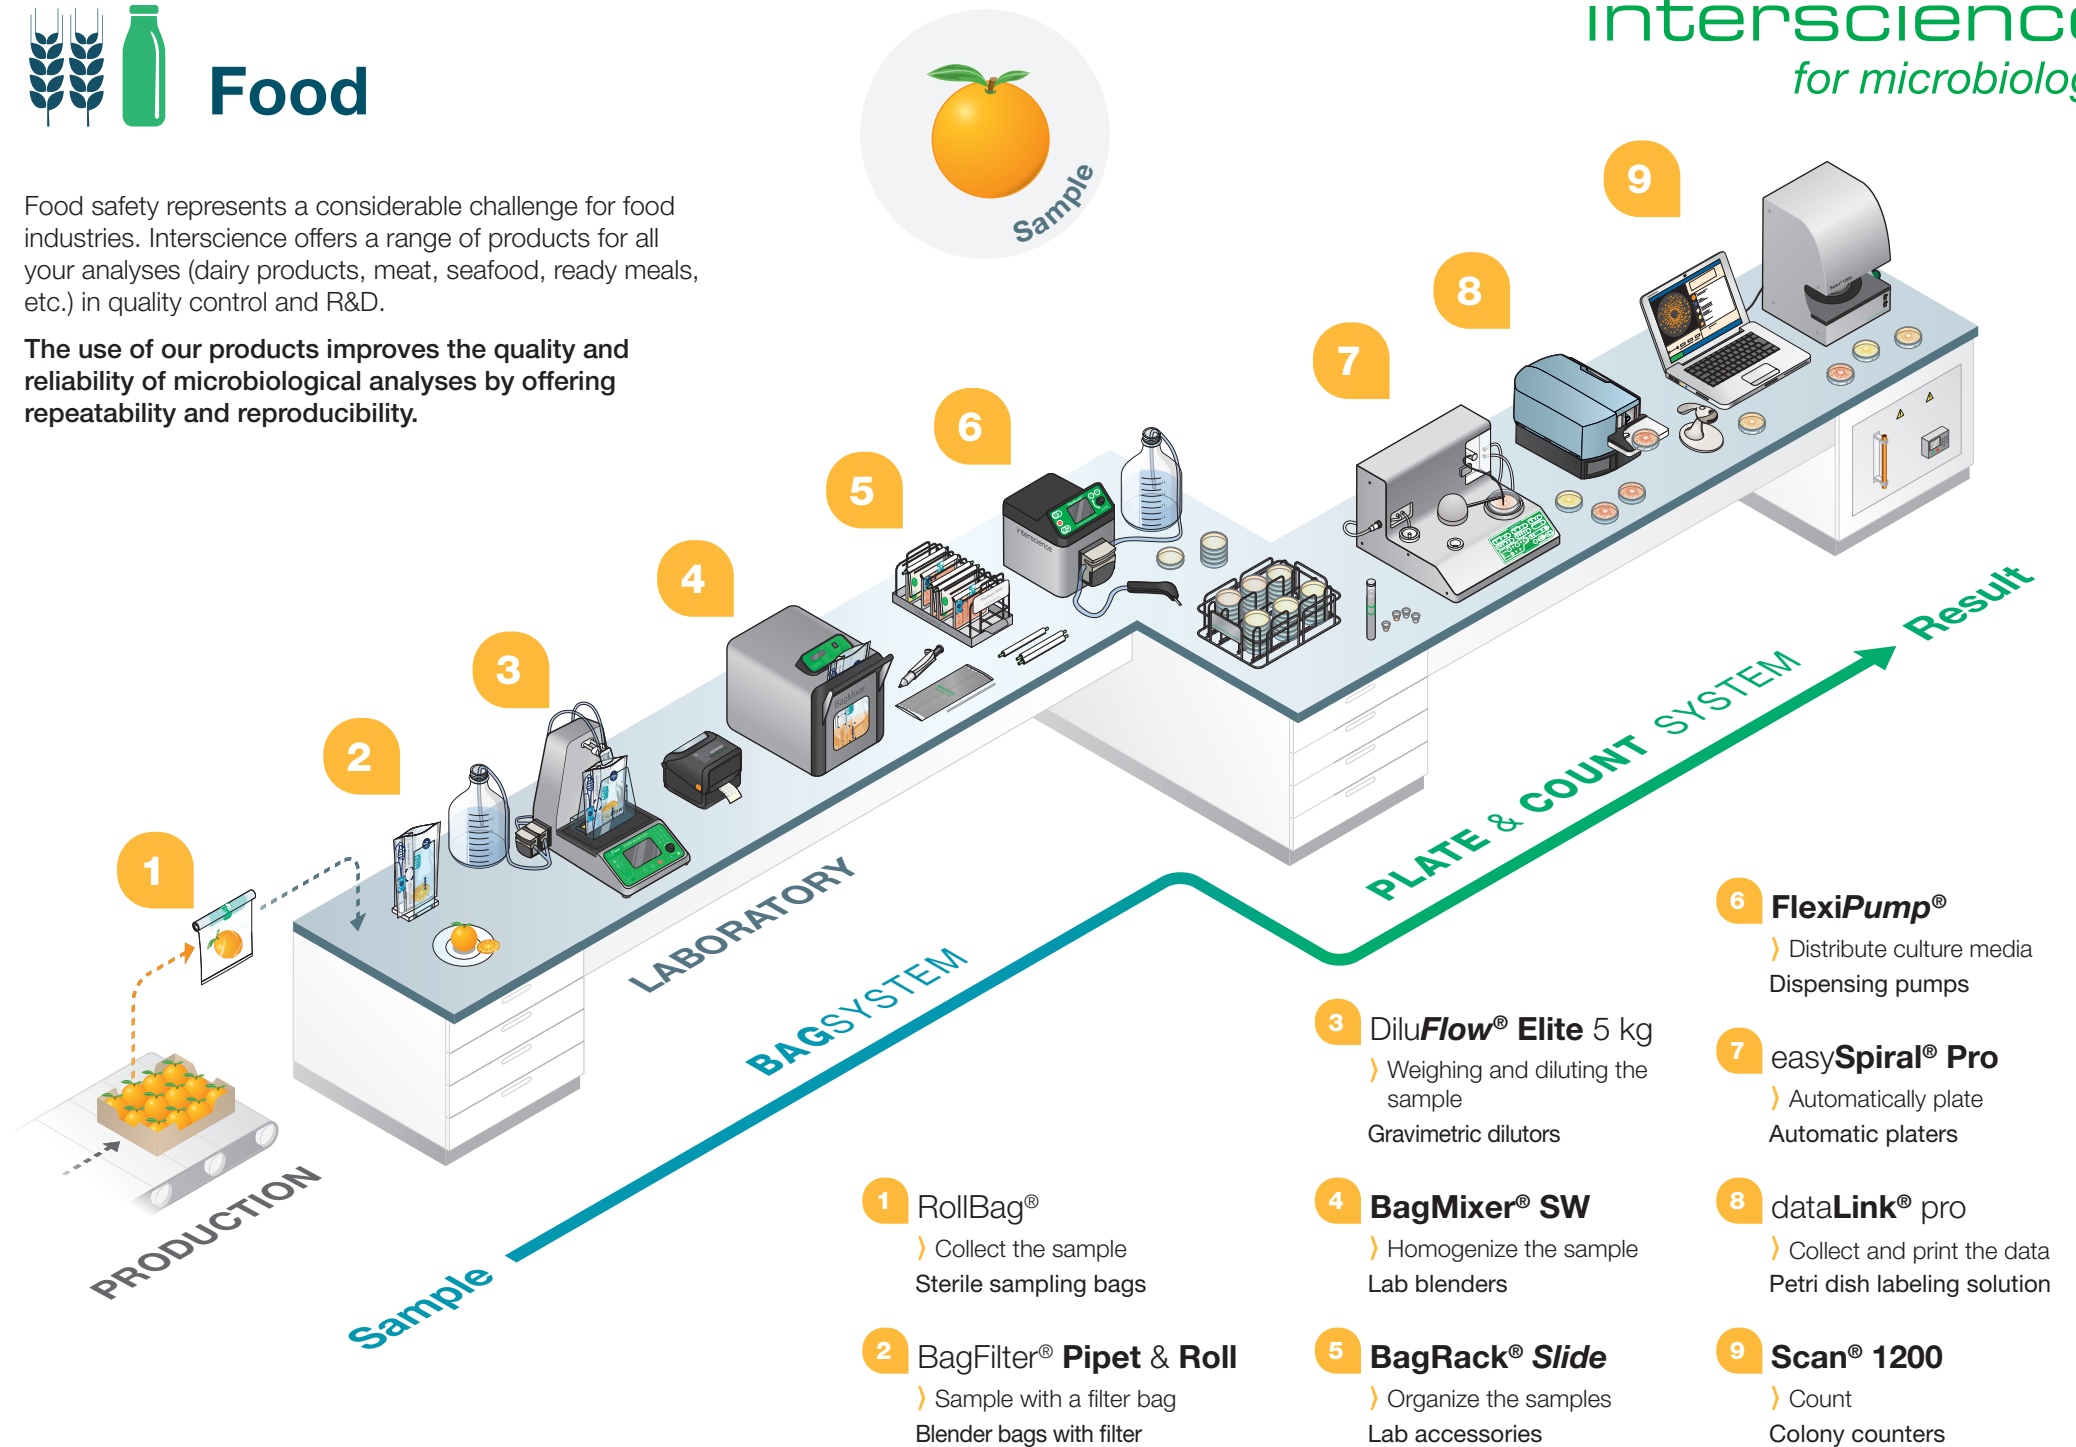 Food
interscience
for microbiolog
Sample
Food safety represents a considerable challenge for food
industries. Interscience offers a range of products for all
your analyses (dairy products, meat, seafood, ready meals,
etc.) in quality control and R&D.
The use of our products improves the quality and
reliability of microbiological analyses by offering
repeatability and reproducibility.
1
2
3
4
5
6
7
8
9
interscience
BagMixer
Scan® 1200
PRODUCTION
LABORATORY
Sample
BAGSYSTEM
PLATE & COUNT SYSTEM
Result
1 RollBag®
⟩ Collect the sample
Sterile sampling bags
2 BagFilter® Pipet & Roll
⟩ Sample with a filter bag
Blender bags with filter
3 DiluFlow® Elite 5 kg
⟩ Weighing and diluting the
sample
Gravimetric dilutors
4 BagMixer® SW
⟩ Homogenize the sample
Lab blenders
5 BagRack® Slide
⟩ Organize the samples
Lab accessories
6 FlexiPump®
⟩ Distribute culture media
Dispensing pumps
7 easySpiral® Pro
⟩ Automatically plate
Automatic platers
8 dataLink® pro
⟩ Collect and print the data
Petri dish labeling solution
9 Scan® 1200
⟩ Count
Colony counters